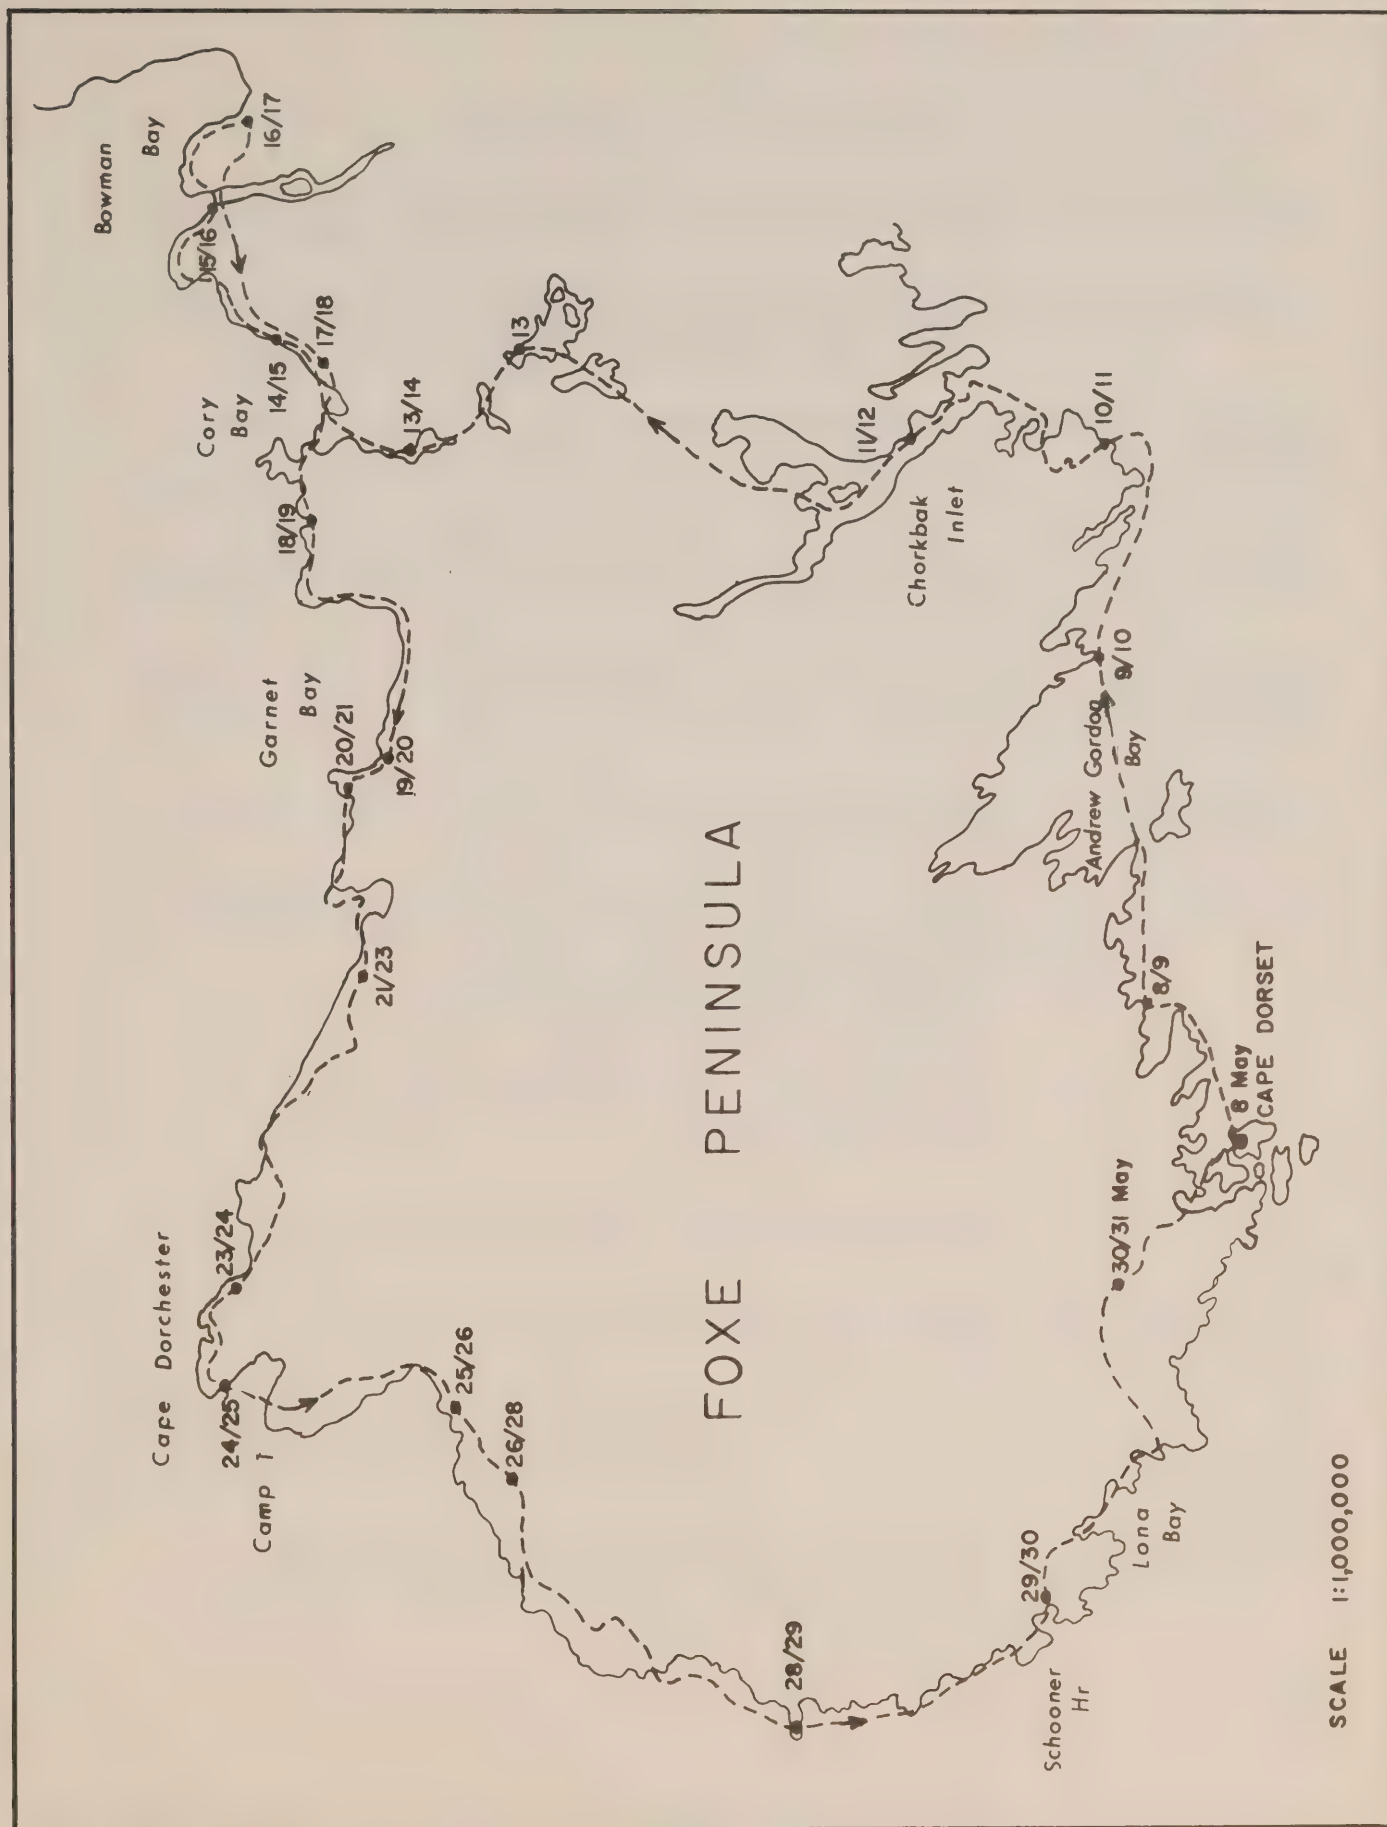 Bowman
Bay
16/17
15/16
17/18
14/15
Cory
Bay
13
13/14
18/19
11/12
10/11
Chorkbak
Inlet
Garnet
Bay
20/21
19/20
9/10
Andrew Gordon
Bay
21/23
8/9
FOXE PENINSULA
8 May
CAPE DORSET
Cape Dorchester
23/24
30/31 May
24/25
Camp 1
25/26
26/28
28/29
29/30
Lona
Bay
Schooner
Hr
SCALE 1:1,000,000